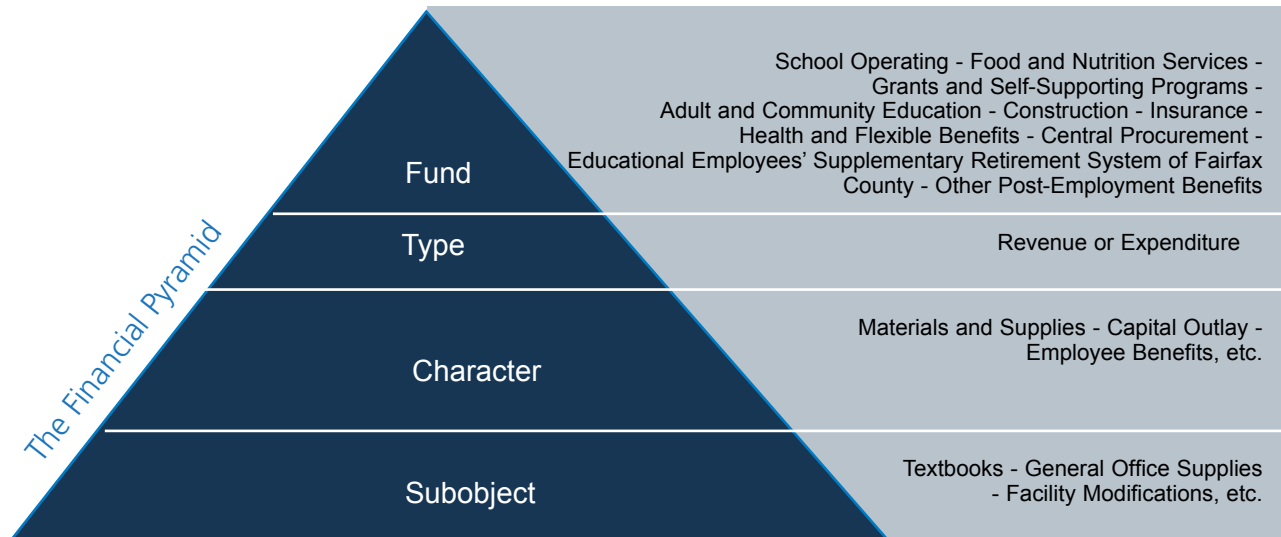 The Financial Pyramid
Fund
School Operating - Food and Nutrition Services -
Grants and Self-Supporting Programs -
Adult and Community Education - Construction - Insurance -
Health and Flexible Benefits - Central Procurement -
Educational Employees’ Supplementary Retirement System of Fairfax
County - Other Post-Employment Benefits
Type
Revenue or Expenditure
Character
Materials and Supplies - Capital Outlay -
Employee Benefits, etc.
Subobject
Textbooks - General Office Supplies
- Facility Modifications, etc.